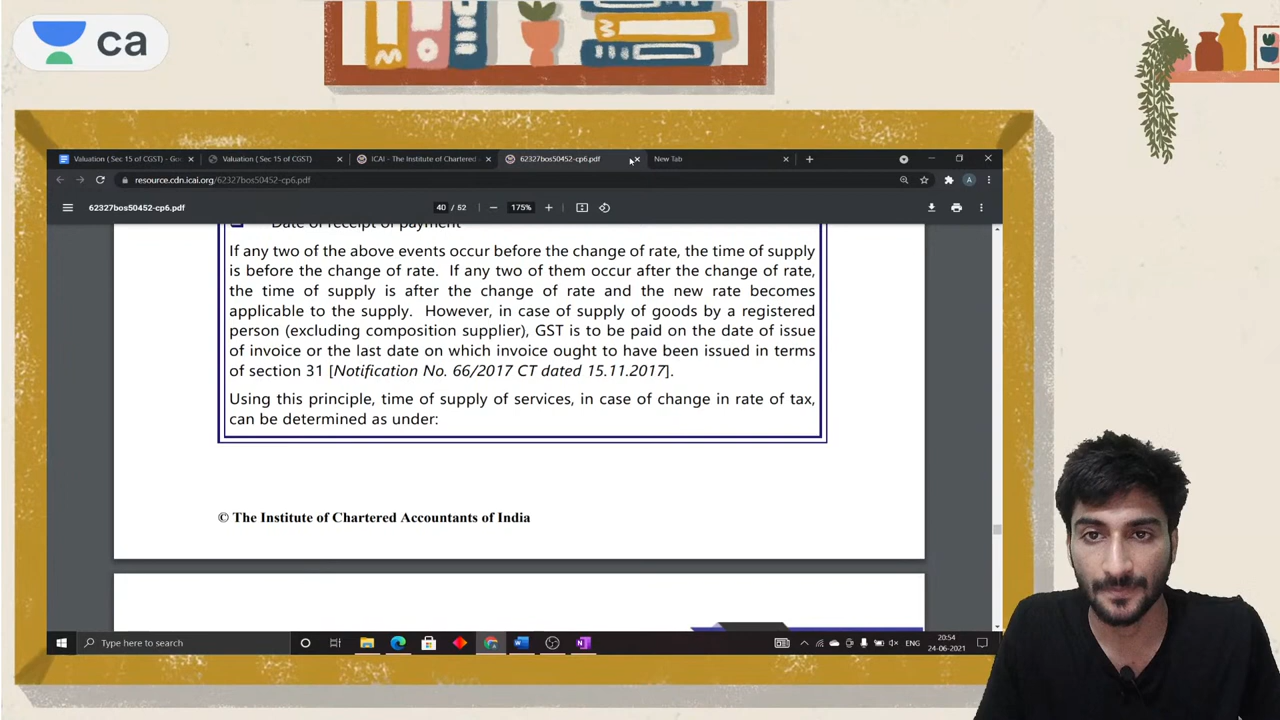 ca
Valuation ( Sec 15 of CGST) - Go
Valuation ( Sec 15 of CGST)
ICAI - The Institute of Chartered
62327bos50452-cp6.pdf
New Tab
resource.cdn.icai.org/62327bos50452-cp6.pdf
A
62327bos50452-cp6.pdf
40 / 52
175%
Date of receipt of payment
If any two of the above events occur before the change of rate, the time of supply
is before the change of rate. If any two of them occur after the change of rate,
the time of supply is after the change of rate and the new rate becomes
applicable to the supply. However, in case of supply of goods by a registered
person (excluding composition supplier), GST is to be paid on the date of issue
of invoice or the last date on which invoice ought to have been issued in terms
of section 31 [Notification No. 66/2017 CT dated 15.11.2017].
Using this principle, time of supply of services, in case of change in rate of tax,
can be determined as under:
© The Institute of Chartered Accountants of India
Type here to search
ENG
20:54
24-06-2021